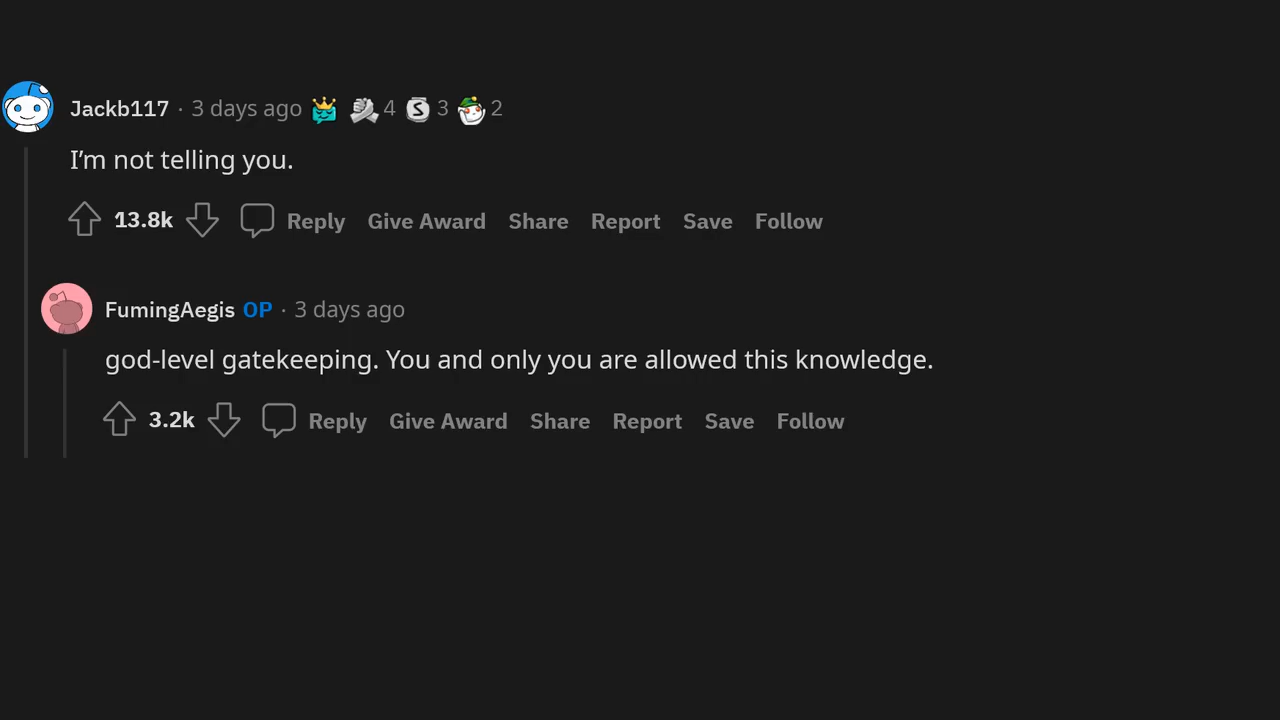 Jackb117 · 3 days ago 4 3 2
I'm not telling you.
13.8k Reply Give Award Share Report Save Follow
FumingAegis OP · 3 days ago
god-level gatekeeping. You and only you are allowed this knowledge.
3.2k Reply Give Award Share Report Save Follow